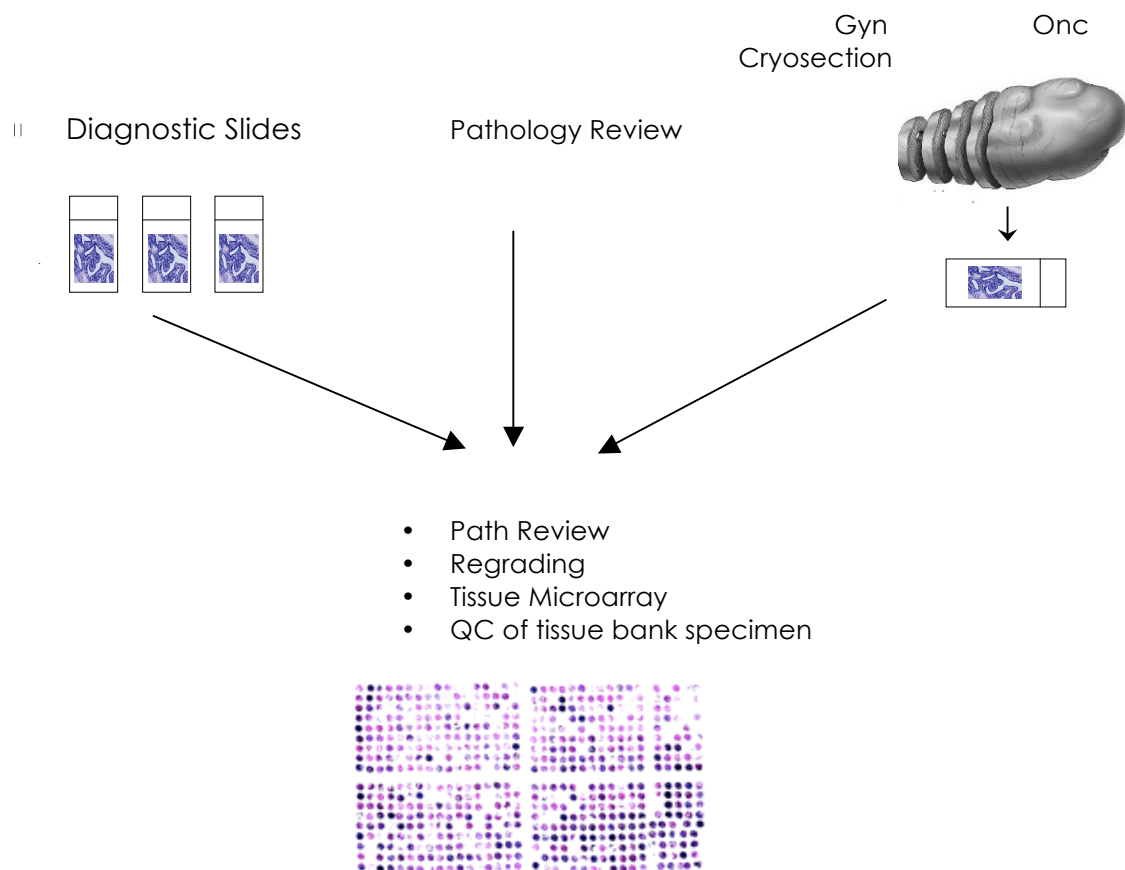 Gyn Onc
Cryosection
Diagnostic Slides
Pathology Review
• Path Review
• Regrading
• Tissue Microarray
• QC of tissue bank specimen